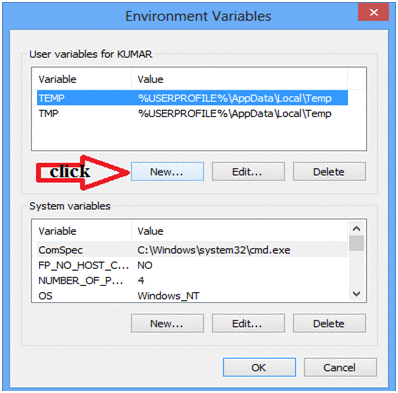 Environment Variables
User variables for KUMAR
Variable Value
TEMP %USERPROFILE%\AppData\Local\Temp
TMP %USERPROFILE%\AppData\Local\Temp
click New... Edit... Delete
System variables
Variable Value
ComSpec C:\Windows\system32\cmd.exe
FP_NO_HOST_C... NO
NUMBER_OF_P... 4
OS Windows_NT
New... Edit... Delete
OK Cancel